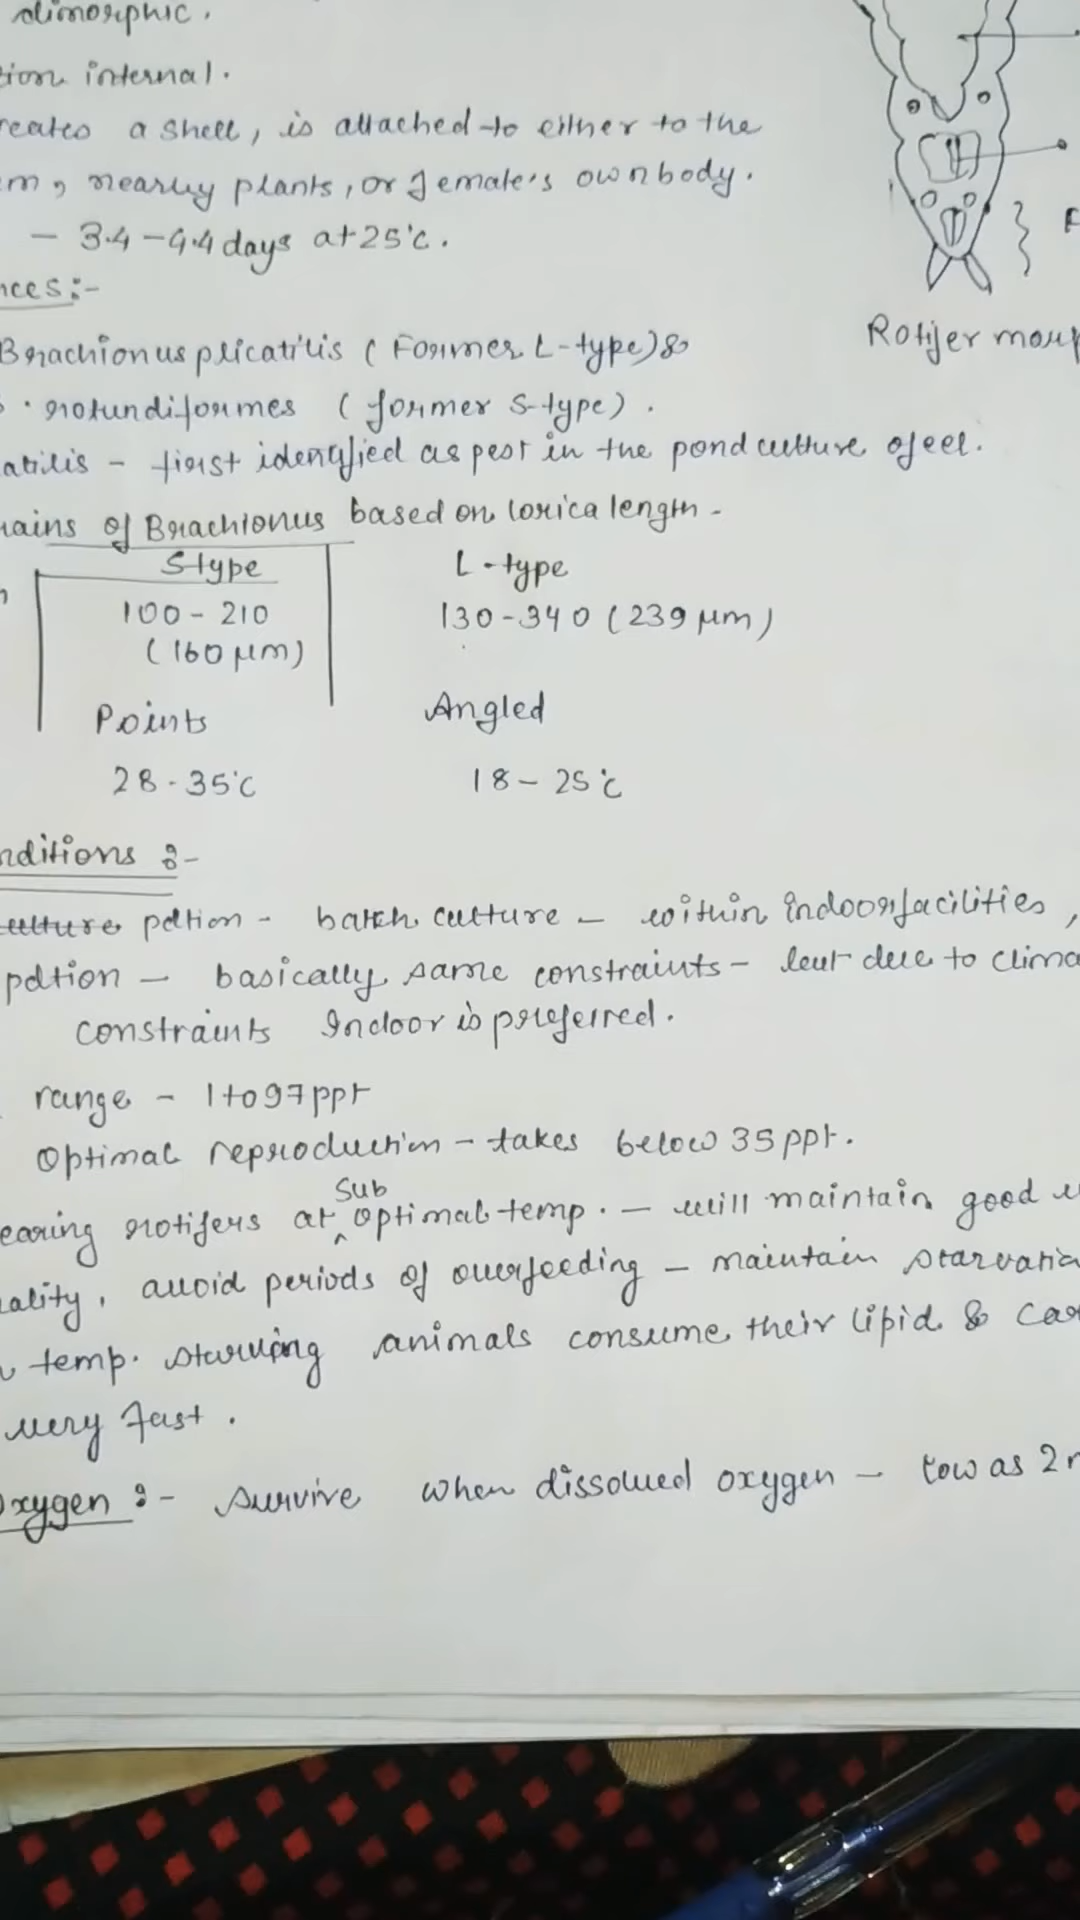 dimorphic.
tion internal.
reates a shell, is attached to either to the
m, nearly plants, or female's own body.
- 3.4 - 4.4 days at 25°c.
nces:-
Brachionus plicatilis (Former L-type) &
. rotundiformes (former S-type).
Rotifer morp
atilis - first identified as pest in the pond culture of eel.
rains of Brachionus based on lorica length -
S-type L-type
100 - 210 130 - 340 (239 μm)
(160 μm)
Points Angled
28 - 35°c 18 - 25°c
nditions :-
culture pdtion - batch culture - within indoor facilities,
pdtion - basically same constraints - but due to clima
constraints Indoor is preferred.
range - 1 to 97 ppt
Optimal reproduction - takes below 35 ppt.
earing rotifers at sub optimal temp. - will maintain good w
ality, avoid periods of overfeeding - maintain starvatio
temp. starving animals consume their lipid & car
very fast.
Oxygen :- survive when dissolved oxygen - low as 2 m